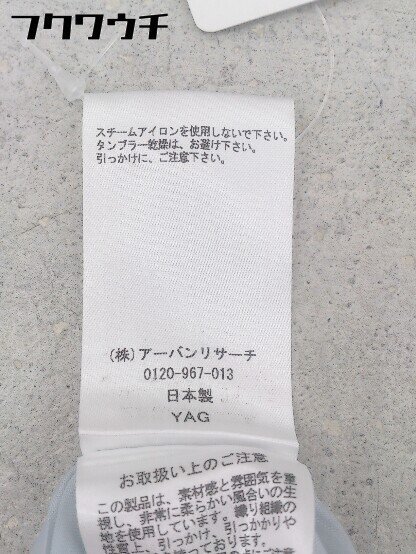 フクウウチ
スチームアイロンを使用しないで下さい。
タンブラー乾燥は、お避け下さい。
引っかけに、ご注意下さい。
(株)アーバンリサーチ
0120-967-013
日本製
YAG
お取扱い上のご注意
この製品は、素材感と雰囲気を重
視し、非常に柔らかい風合いの生
地を使用しています。織り組織の
性質上、引っかけ、引っかかりや